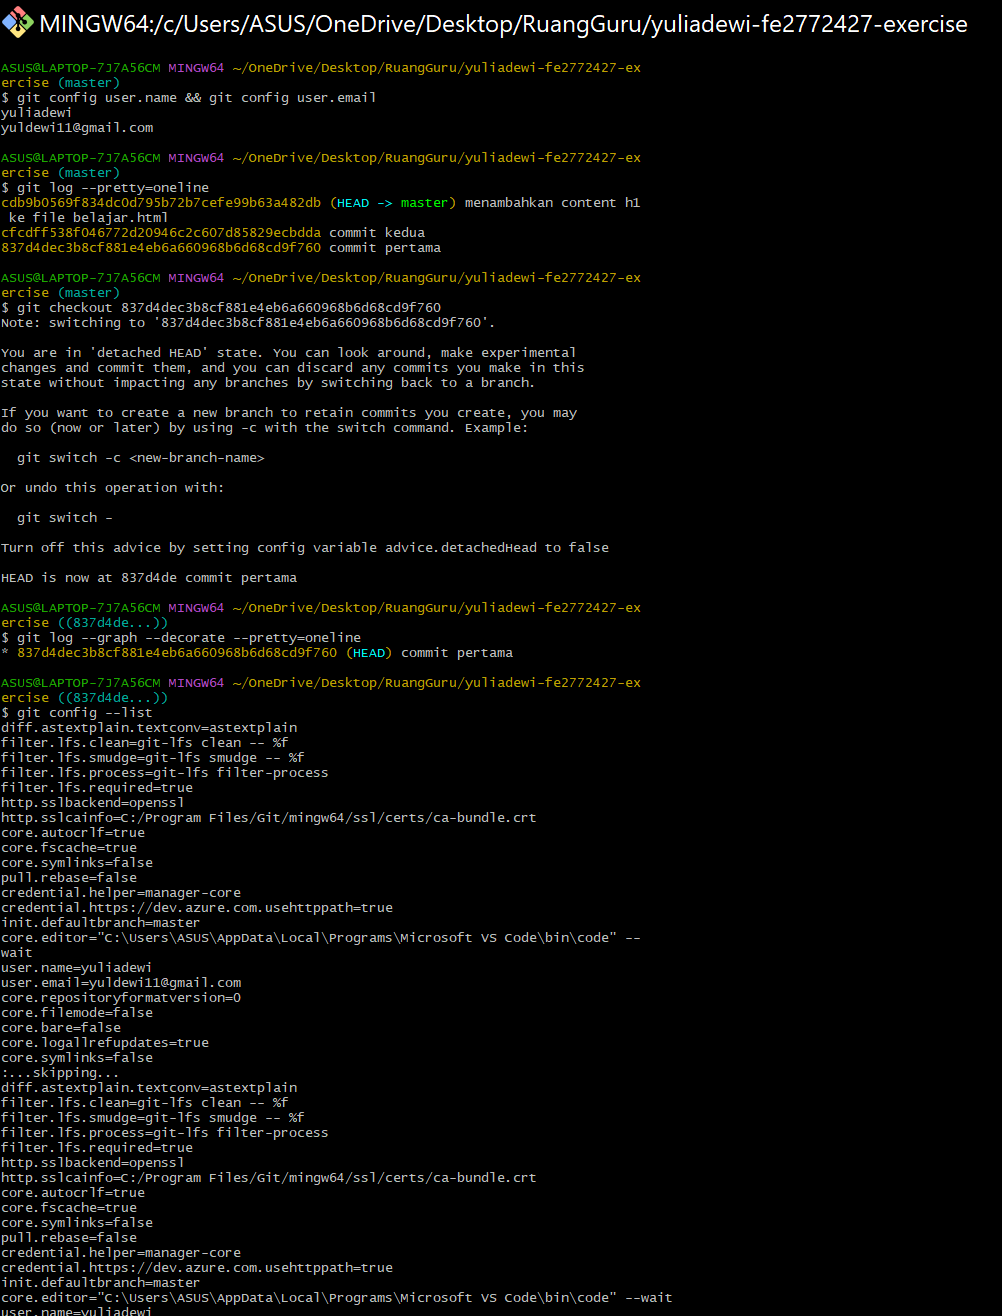 MINGW64:/c/Users/ASUS/OneDrive/Desktop/RuangGuru/yuliadewi-fe2772427-exercise
ASUS@LAPTOP-7J7A56CM MINGW64 ~/OneDrive/Desktop/RuangGuru/yuliadewi-fe2772427-ex
ercise (master)
$ git config user.name && git config user.email
yuliadewi
yuldewi11@gmail.com
ASUS@LAPTOP-7J7A56CM MINGW64 ~/OneDrive/Desktop/RuangGuru/yuliadewi-fe2772427-ex
ercise (master)
$ git log --pretty=oneline
cdb9b0569f834dc0d795b72b7cefe99b63a482db (HEAD -> master) menambahkan content h1
 ke file belajar.html
cfcdff538f046772d20946c2c607d85829ecbdda commit kedua
837d4dec3b8cf881e4eb6a660968b6d68cd9f760 commit pertama
ASUS@LAPTOP-7J7A56CM MINGW64 ~/OneDrive/Desktop/RuangGuru/yuliadewi-fe2772427-ex
ercise (master)
$ git checkout 837d4dec3b8cf881e4eb6a660968b6d68cd9f760
Note: switching to '837d4dec3b8cf881e4eb6a660968b6d68cd9f760'.
You are in 'detached HEAD' state. You can look around, make experimental
changes and commit them, and you can discard any commits you make in this
state without impacting any branches by switching back to a branch.
If you want to create a new branch to retain commits you create, you may
do so (now or later) by using -c with the switch command. Example:
  git switch -c <new-branch-name>
Or undo this operation with:
  git switch -
Turn off this advice by setting config variable advice.detachedHead to false
HEAD is now at 837d4de commit pertama
ASUS@LAPTOP-7J7A56CM MINGW64 ~/OneDrive/Desktop/RuangGuru/yuliadewi-fe2772427-ex
ercise ((837d4de...))
$ git log --graph --decorate --pretty=oneline
* 837d4dec3b8cf881e4eb6a660968b6d68cd9f760 (HEAD) commit pertama
ASUS@LAPTOP-7J7A56CM MINGW64 ~/OneDrive/Desktop/RuangGuru/yuliadewi-fe2772427-ex
ercise ((837d4de...))
$ git config --list
diff.astextplain.textconv=astextplain
filter.lfs.clean=git-lfs clean -- %f
filter.lfs.smudge=git-lfs smudge -- %f
filter.lfs.process=git-lfs filter-process
filter.lfs.required=true
http.sslbackend=openssl
http.sslcainfo=C:/Program Files/Git/mingw64/ssl/certs/ca-bundle.crt
core.autocrlf=true
core.fscache=true
core.symlinks=false
pull.rebase=false
credential.helper=manager-core
credential.https://dev.azure.com.usehttppath=true
init.defaultbranch=master
core.editor="C:\Users\ASUS\AppData\Local\Programs\Microsoft VS Code\bin\code" --
wait
user.name=yuliadewi
user.email=yuldewi11@gmail.com
core.repositoryformatversion=0
core.filemode=false
core.bare=false
core.logallrefupdates=true
core.symlinks=false
:...skipping...
diff.astextplain.textconv=astextplain
filter.lfs.clean=git-lfs clean -- %f
filter.lfs.smudge=git-lfs smudge -- %f
filter.lfs.process=git-lfs filter-process
filter.lfs.required=true
http.sslbackend=openssl
http.sslcainfo=C:/Program Files/Git/mingw64/ssl/certs/ca-bundle.crt
core.autocrlf=true
core.fscache=true
core.symlinks=false
pull.rebase=false
credential.helper=manager-core
credential.https://dev.azure.com.usehttppath=true
init.defaultbranch=master
core.editor="C:\Users\ASUS\AppData\Local\Programs\Microsoft VS Code\bin\code" --wait
user.name=yuliadewi